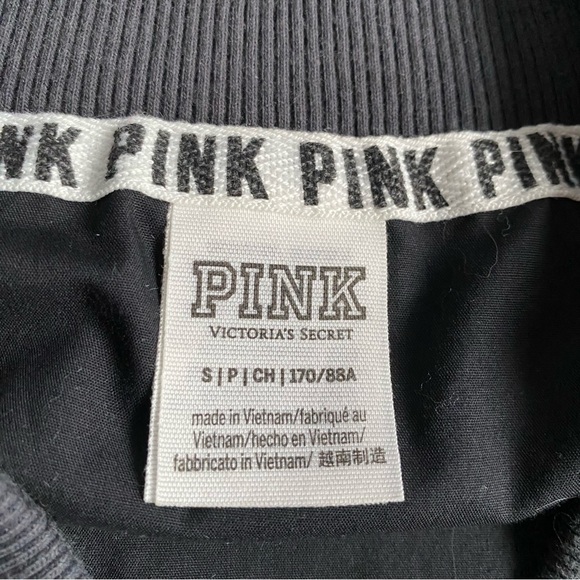 NK PINK PINK PINK
PINK
VICTORIA'S SECRET
S|P|CH|170/88A
made in Vietnam/fabriqué au
Vietnam/hecho en Vietnam/
fabbricato in Vietnam/ 越南制造